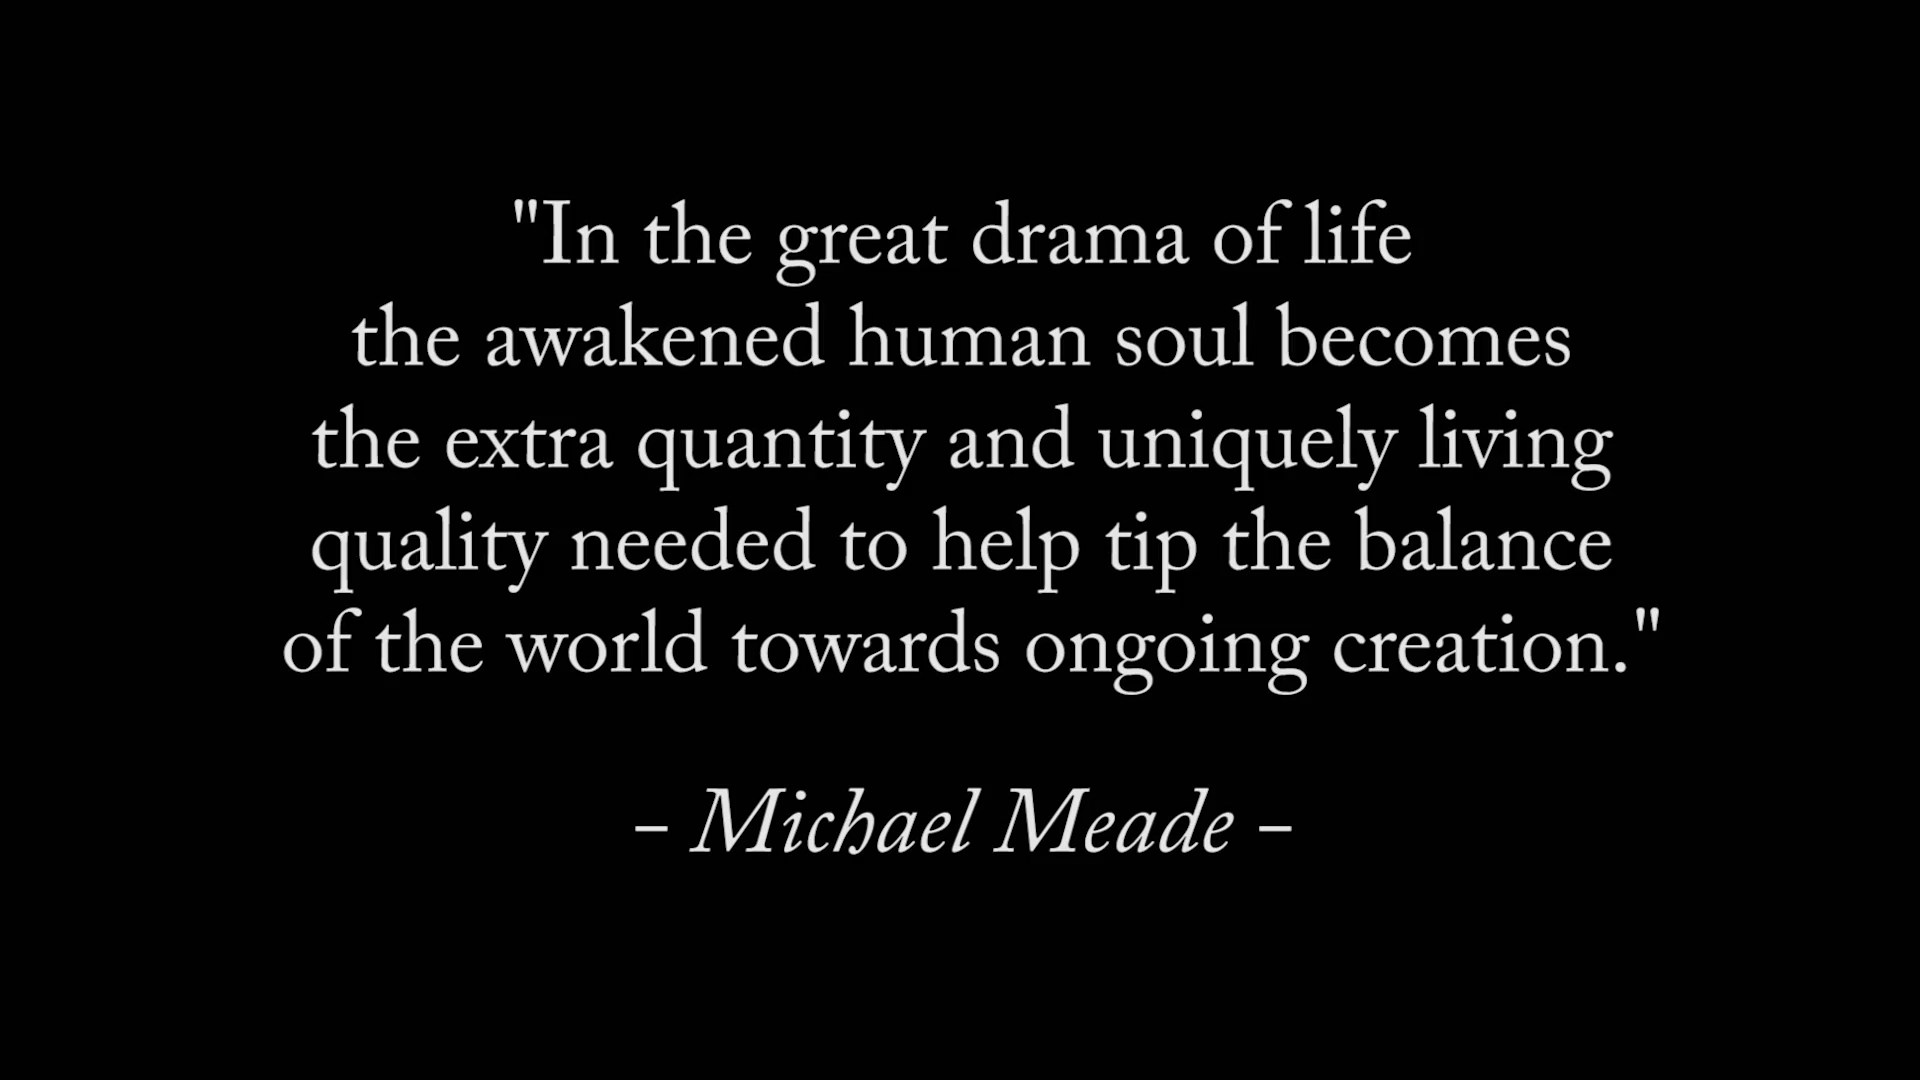 "In the great drama of life
the awakened human soul becomes
the extra quantity and uniquely living
quality needed to help tip the balance
of the world towards ongoing creation."
– Michael Meade –